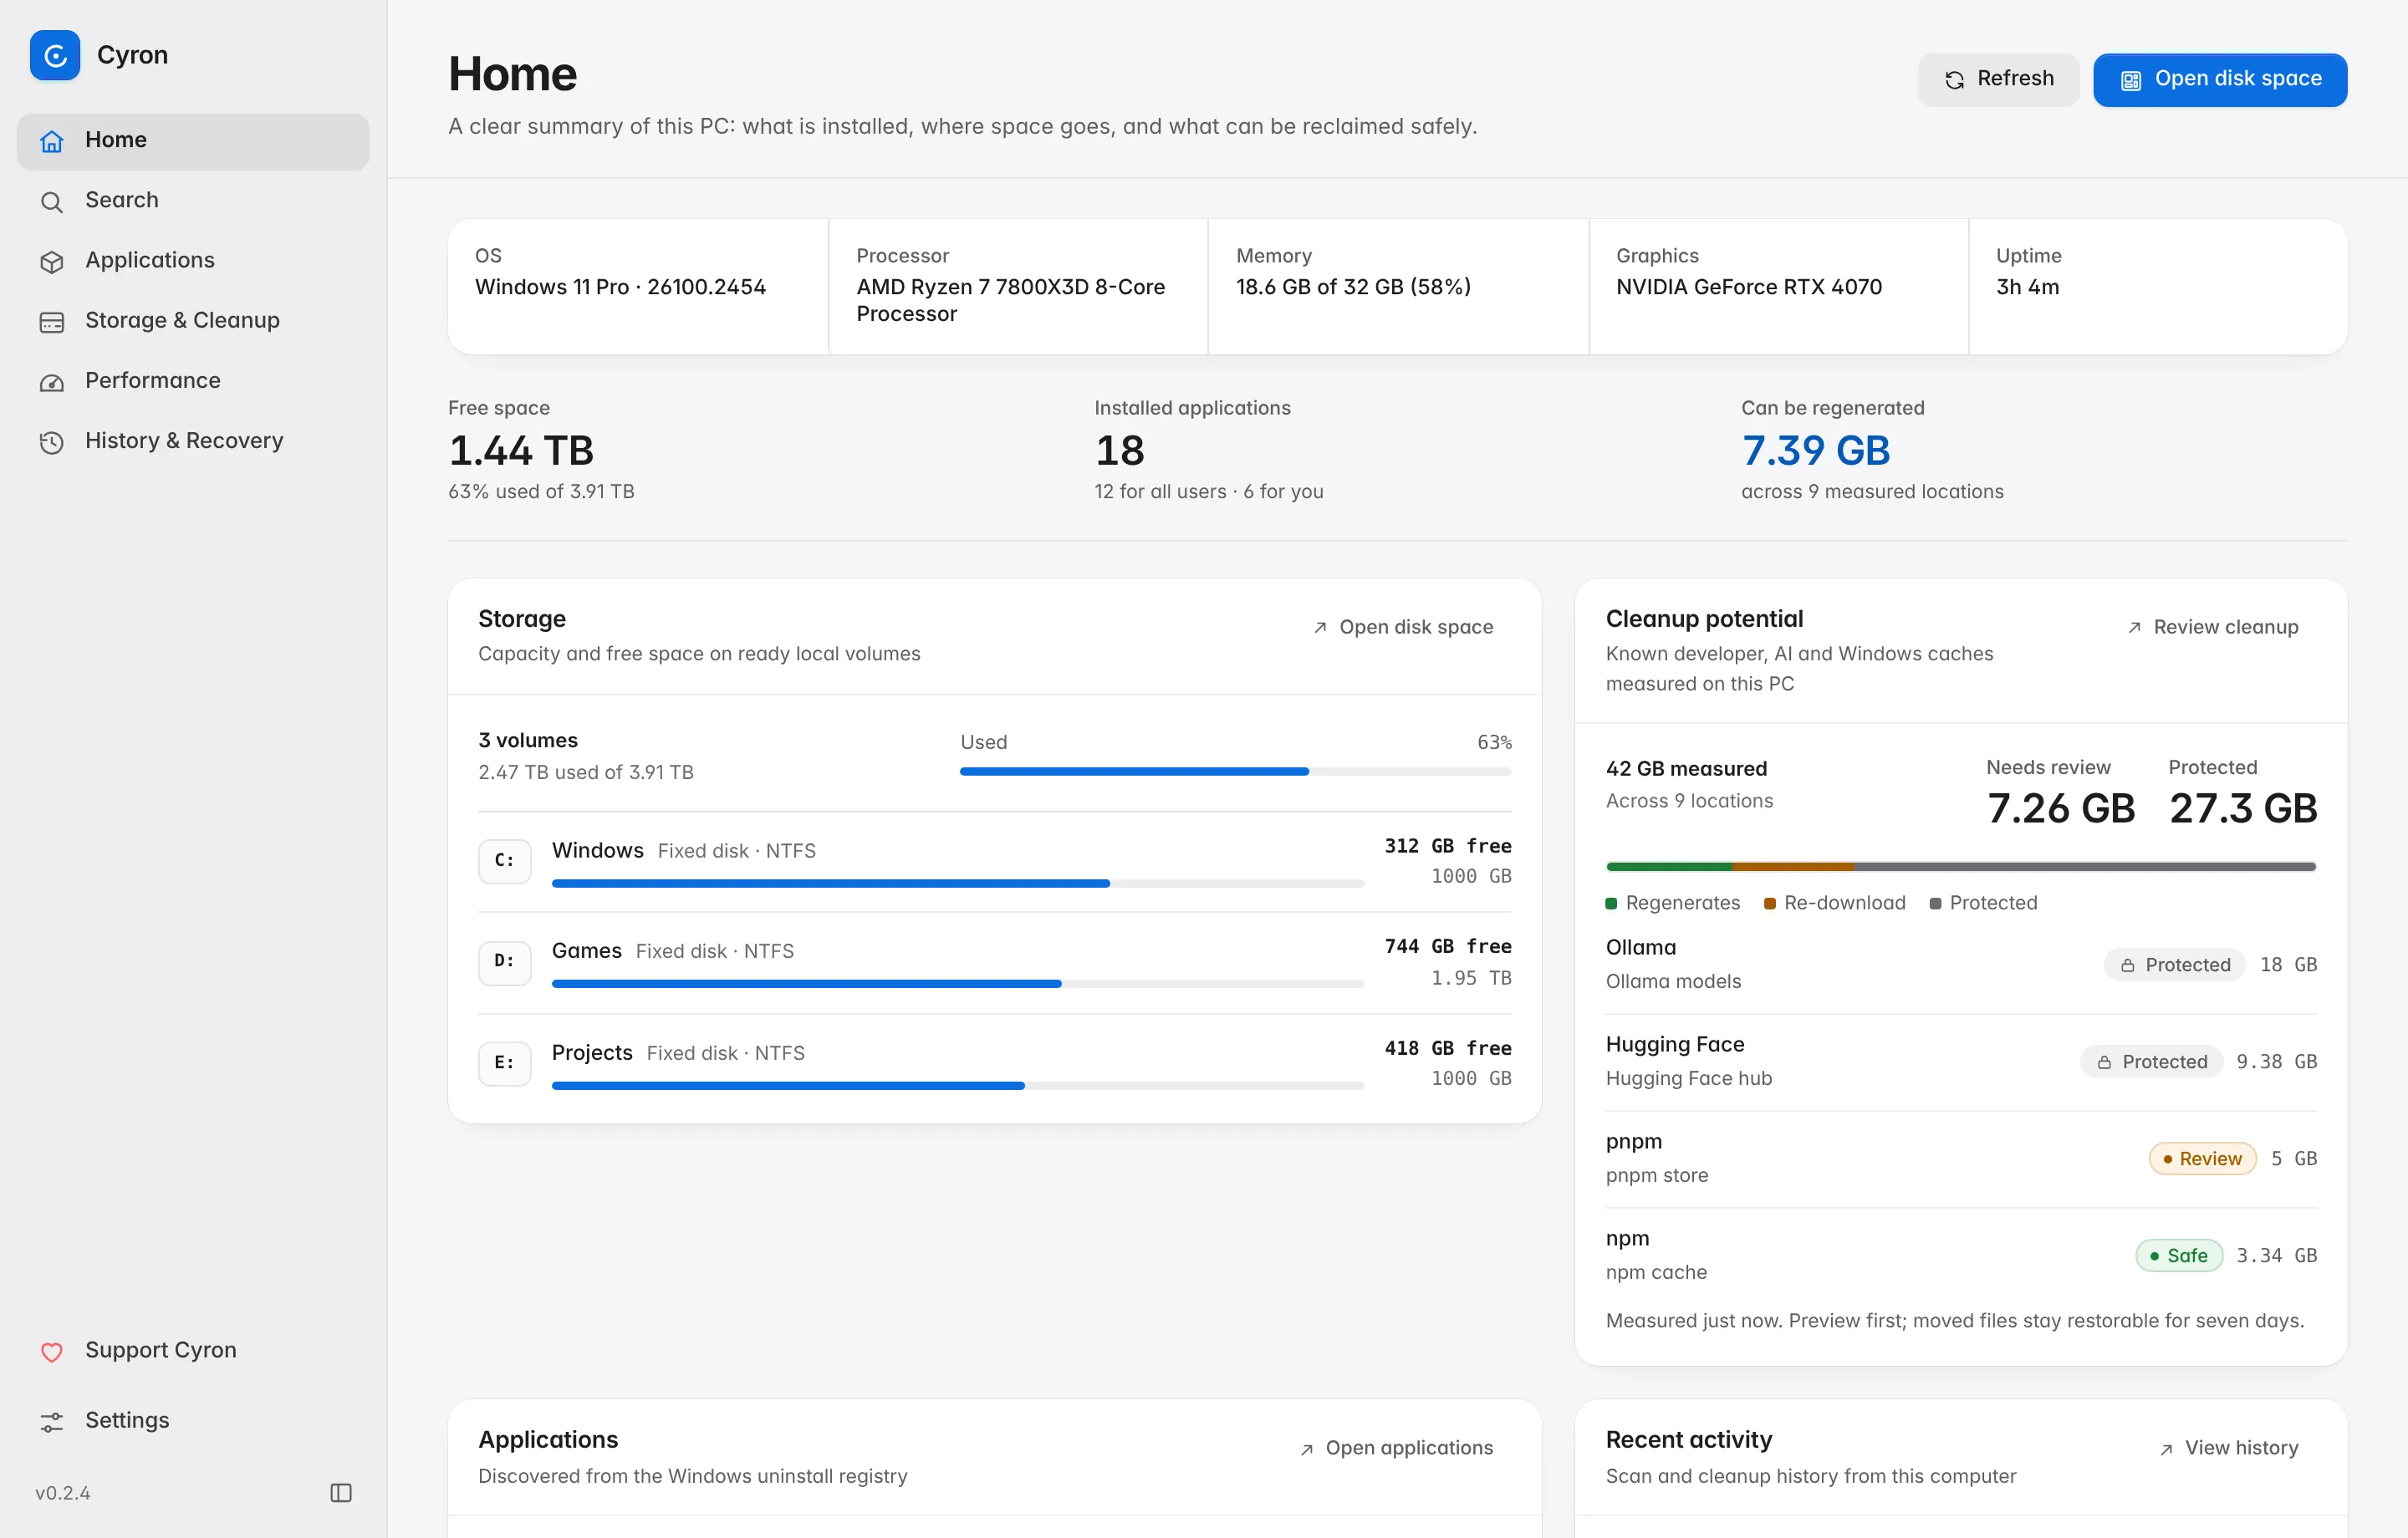 Cyron
Home
Search
Applications
Storage & Cleanup
Performance
History & Recovery
Support Cyron
Settings
v0.2.4
Home
A clear summary of this PC: what is installed, where space goes, and what can be reclaimed safely.
Refresh
Open disk space
OS
Windows 11 Pro · 26100.2454
Processor
AMD Ryzen 7 7800X3D 8-Core
Processor
Memory
18.6 GB of 32 GB (58%)
Graphics
NVIDIA GeForce RTX 4070
Uptime
3h 4m
Free space
1.44 TB
63% used of 3.91 TB
Installed applications
18
12 for all users · 6 for you
Can be regenerated
7.39 GB
across 9 measured locations
Storage
Capacity and free space on ready local volumes
Open disk space
3 volumes
2.47 TB used of 3.91 TB
Used
63%
C:
Windows Fixed disk · NTFS
312 GB free
1000 GB
D:
Games Fixed disk · NTFS
744 GB free
1.95 TB
E:
Projects Fixed disk · NTFS
418 GB free
1000 GB
Cleanup potential
Known developer, AI and Windows caches
measured on this PC
Review cleanup
42 GB measured
Across 9 locations
Needs review
7.26 GB
Protected
27.3 GB
Regenerates
Re-download
Protected
Ollama
Ollama models
Protected
18 GB
Hugging Face
Hugging Face hub
Protected
9.38 GB
pnpm
pnpm store
Review
5 GB
npm
npm cache
Safe
3.34 GB
Measured just now. Preview first; moved files stay restorable for seven days.
Applications
Discovered from the Windows uninstall registry
Open applications
Recent activity
Scan and cleanup history from this computer
View history